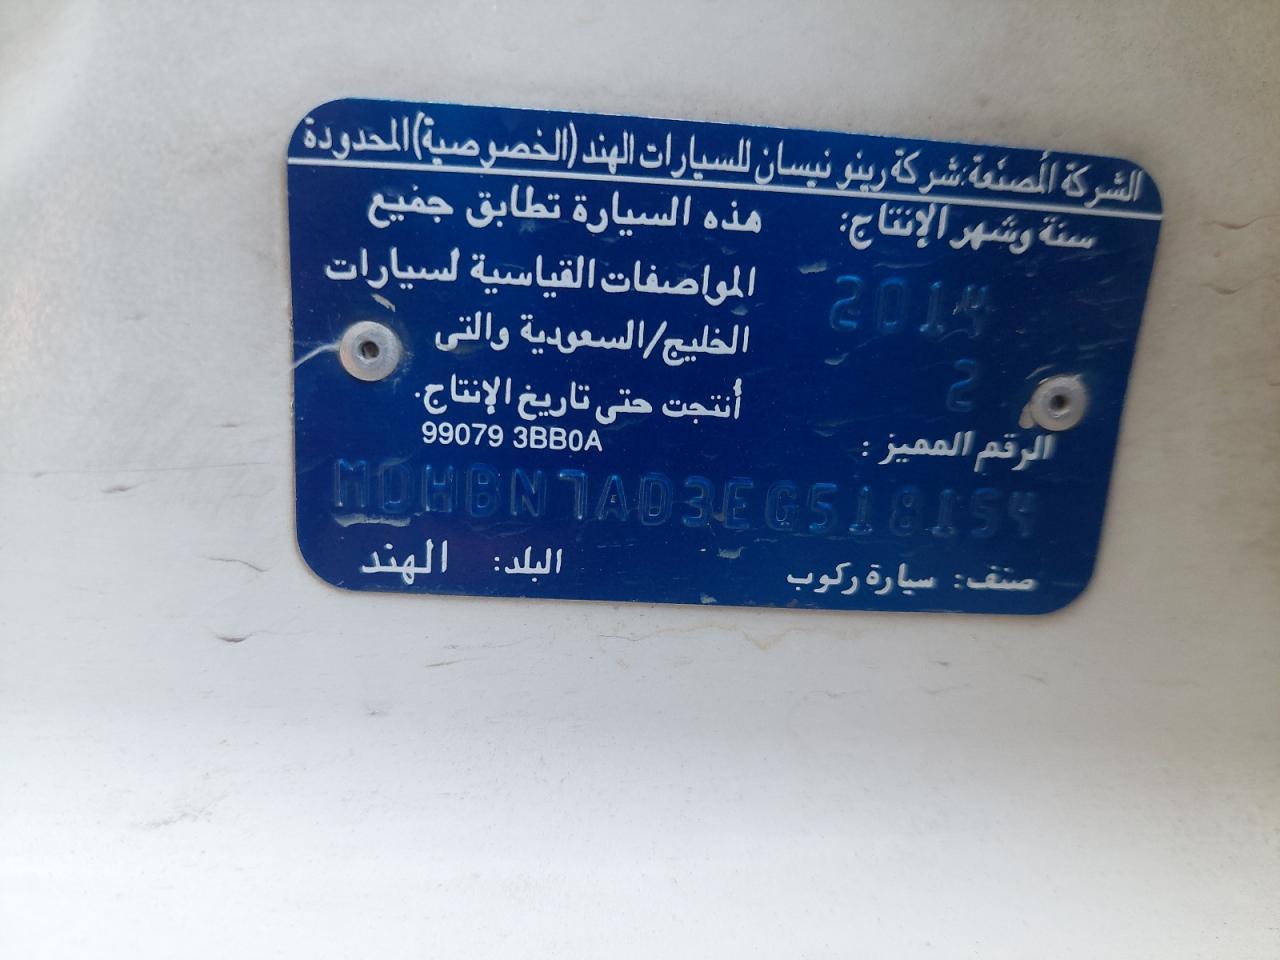 الشركة المصنعة: شركة رينو نيسان للسيارات الهند (الخصوصية) المحدودة
سنة وشهر الإنتاج:
2014
2
هذه السيارة تطابق جميع
المواصفات القياسية لسيارات
الخليج/السعودية والتى
أنتجت حتى تاريخ الإنتاج.
99079 3BB0A
الرقم المميز :
MDHBN7AD3EG518154
صنف: سيارة ركوب
البلد: الهند